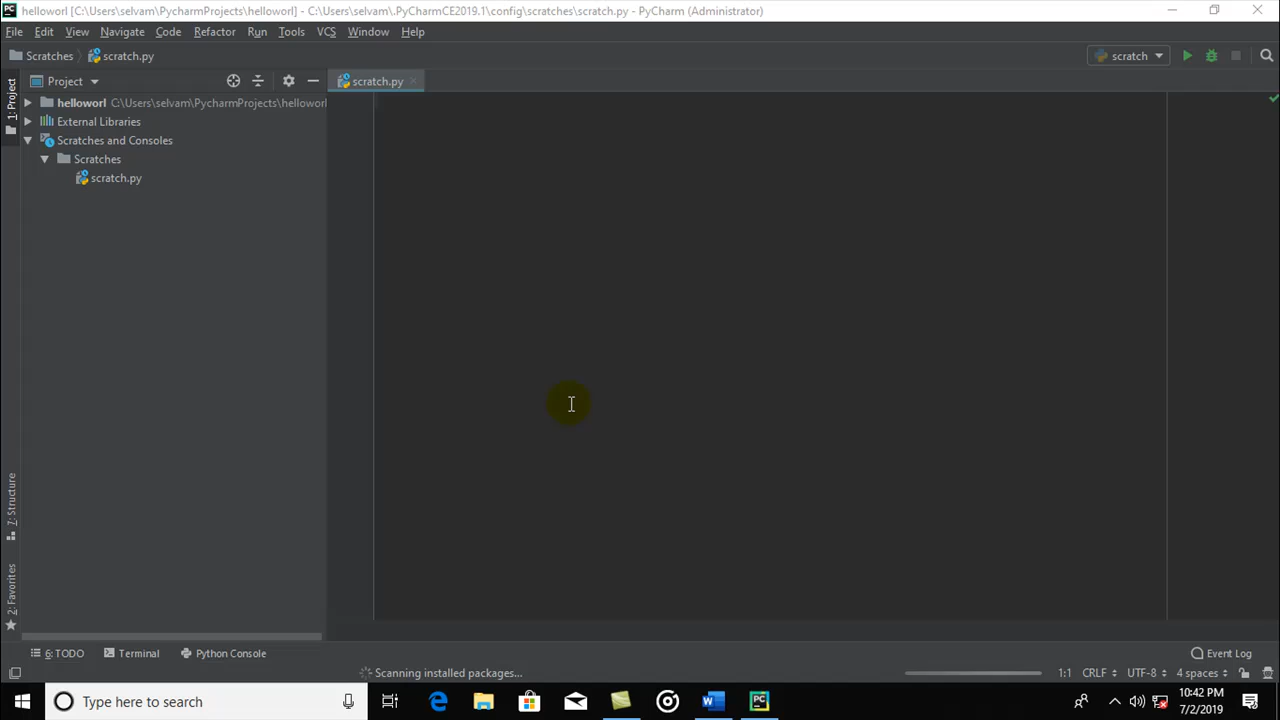 PC helloworl [C:\Users\selvam\PycharmProjects\helloworl] - C:\Users\selvam\.PyCharmCE2019.1\config\scratches\scratch.py - PyCharm (Administrator)
File Edit View Navigate Code Refactor Run Tools VCS Window Help
Scratches scratch.py scratch
1: Project Project scratch.py
helloworl C:\Users\selvam\PycharmProjects\helloworl
External Libraries
Scratches and Consoles
Scratches
scratch.py
7: Structure
2: Favorites
6: TODO Terminal Python Console Event Log
Scanning installed packages... 1:1 CRLF UTF-8 4 spaces
Type here to search W PC 10:42 PM
7/2/2019